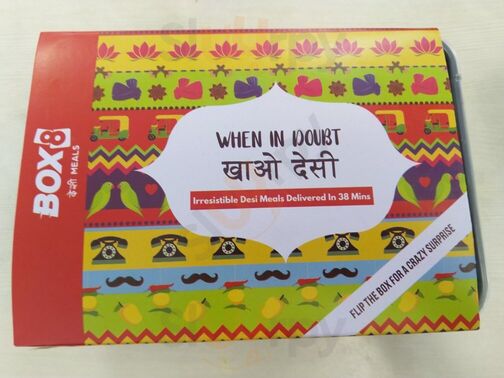 BOX8
देसी MEALS
WHEN IN DOUBT
खाओ देसी
Irresistible Desi Meals Delivered In 38 Mins
FLIP THE BOX FOR A CRAZY SURPRISE